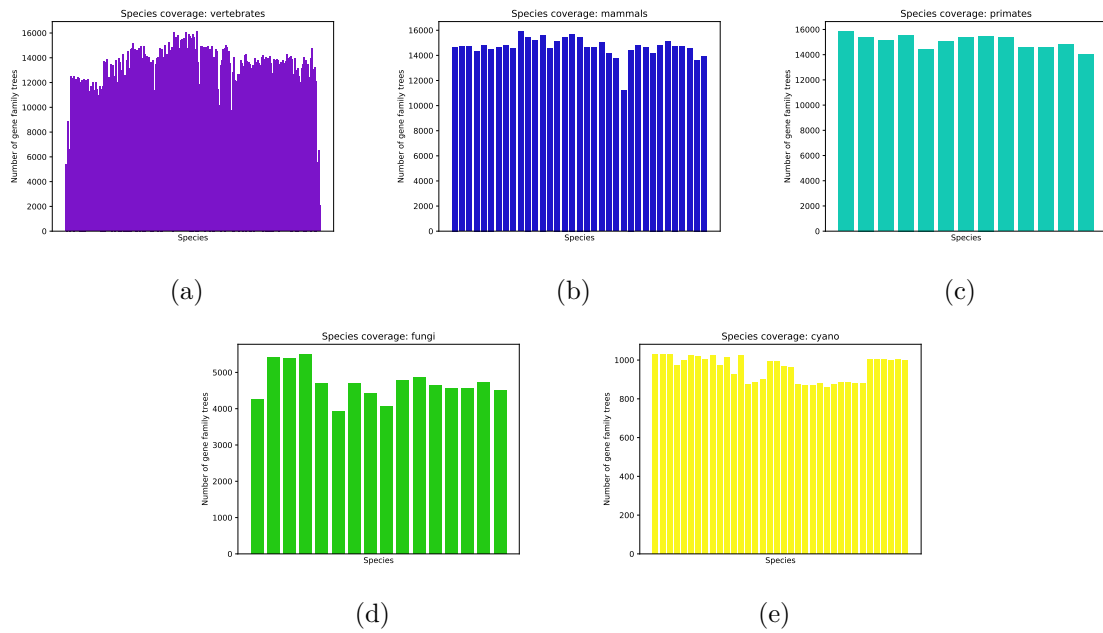 Species coverage: vertebrates
Number of gene family trees
16000
14000
12000
10000
8000
6000
4000
2000
0
Species
(a)
Species coverage: mammals
Number of gene family trees
16000
14000
12000
10000
8000
6000
4000
2000
0
Species
(b)
Species coverage: primates
Number of gene family trees
16000
14000
12000
10000
8000
6000
4000
2000
0
Species
(c)
Species coverage: fungi
Number of gene family trees
5000
4000
3000
2000
1000
0
Species
(d)
Species coverage: cyano
Number of gene family trees
1000
800
600
400
200
0
Species
(e)